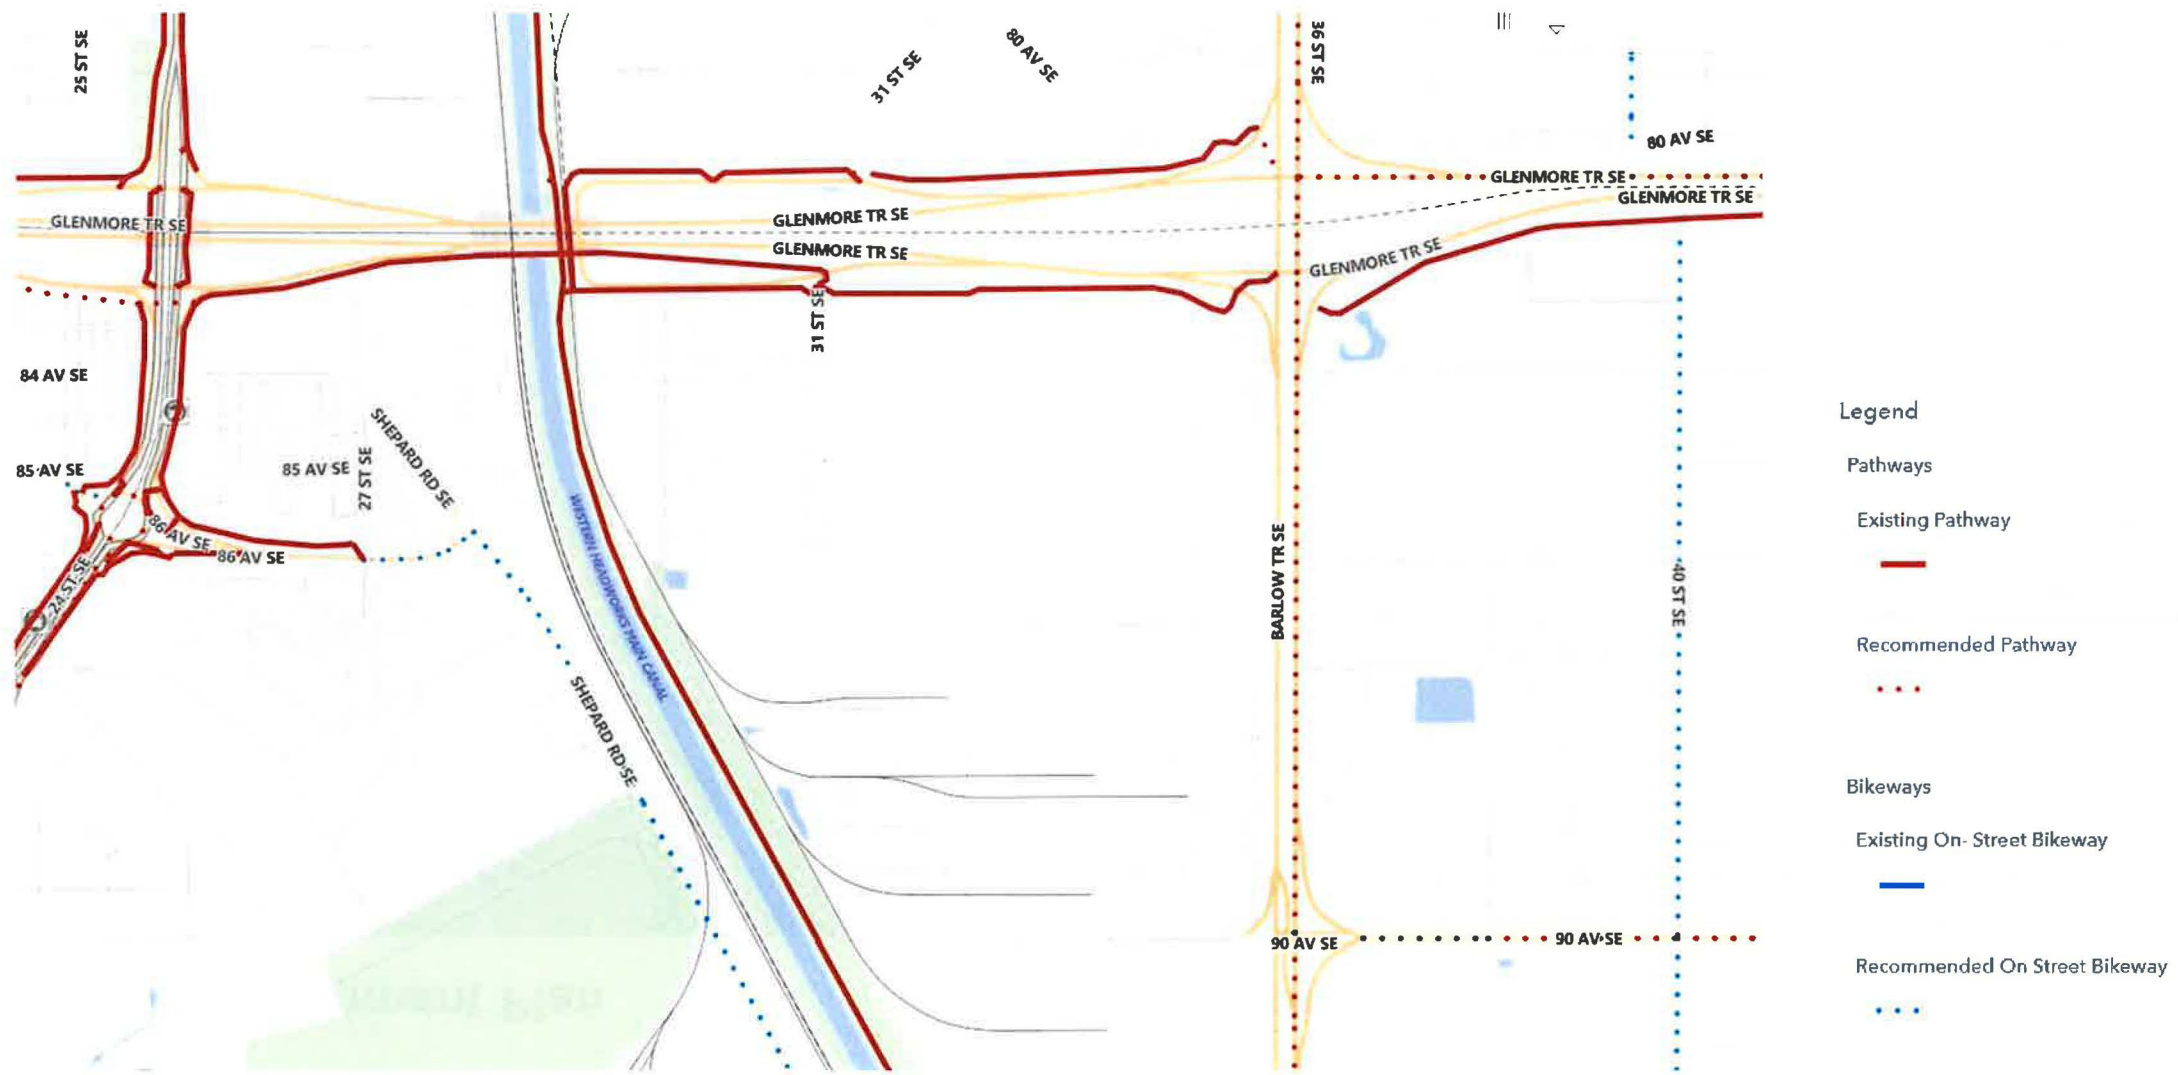 25 ST SE
31 ST SE
80 AV SE
36 ST SE
80 AV SE
GLENMORE TR SE
GLENMORE TR SE
GLENMORE TR SE
GLENMORE TR SE
GLENMORE TR SE
GLENMORE TR SE
31 ST SE
84 AV SE
85 AV SE
85 AV SE
27 ST SE
SHEPARD RD SE
86 AV SE
86 AV SE
24 ST SE
WESTERN HEADWORKS MAIN CANAL
SHEPARD RD SE
BARLOW TR SE
40 ST SE
90 AV SE
90 AV SE
Legend
Pathways
Existing Pathway
Recommended Pathway
Bikeways
Existing On- Street Bikeway
Recommended On Street Bikeway